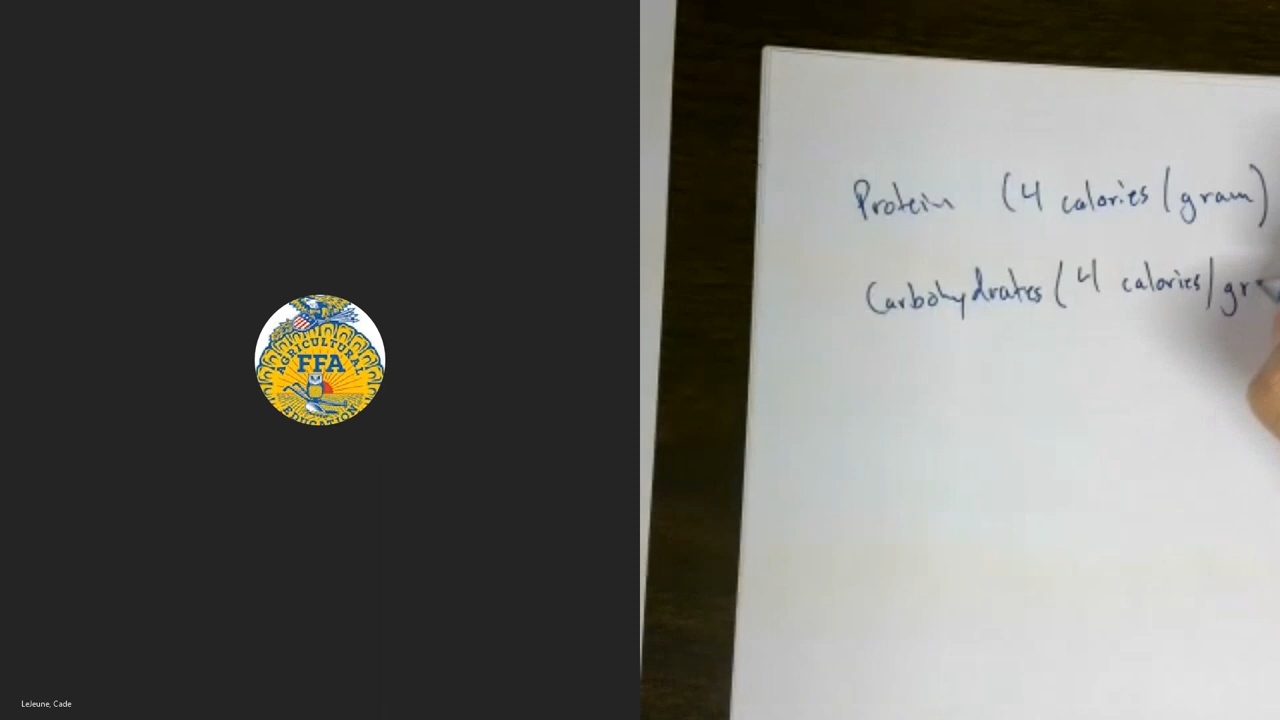 AGRICULTURAL
FFA
EDUCATION
LeJeune, Cade
Protein (4 calories/gram)
Carbohydrates (4 calories/gr